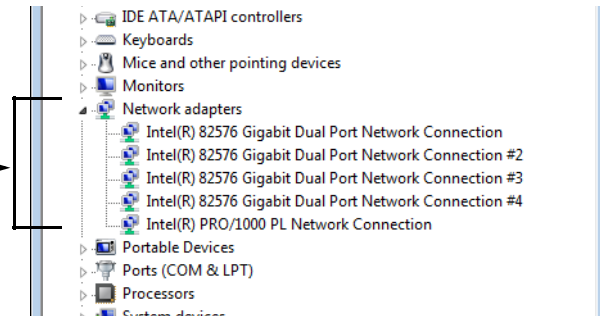 IDE ATA/ATAPI controllers
Keyboards
Mice and other pointing devices
Monitors
Network adapters
Intel(R) 82576 Gigabit Dual Port Network Connection
Intel(R) 82576 Gigabit Dual Port Network Connection #2
Intel(R) 82576 Gigabit Dual Port Network Connection #3
Intel(R) 82576 Gigabit Dual Port Network Connection #4
Intel(R) PRO/1000 PL Network Connection
Portable Devices
Ports (COM & LPT)
Processors
System devices